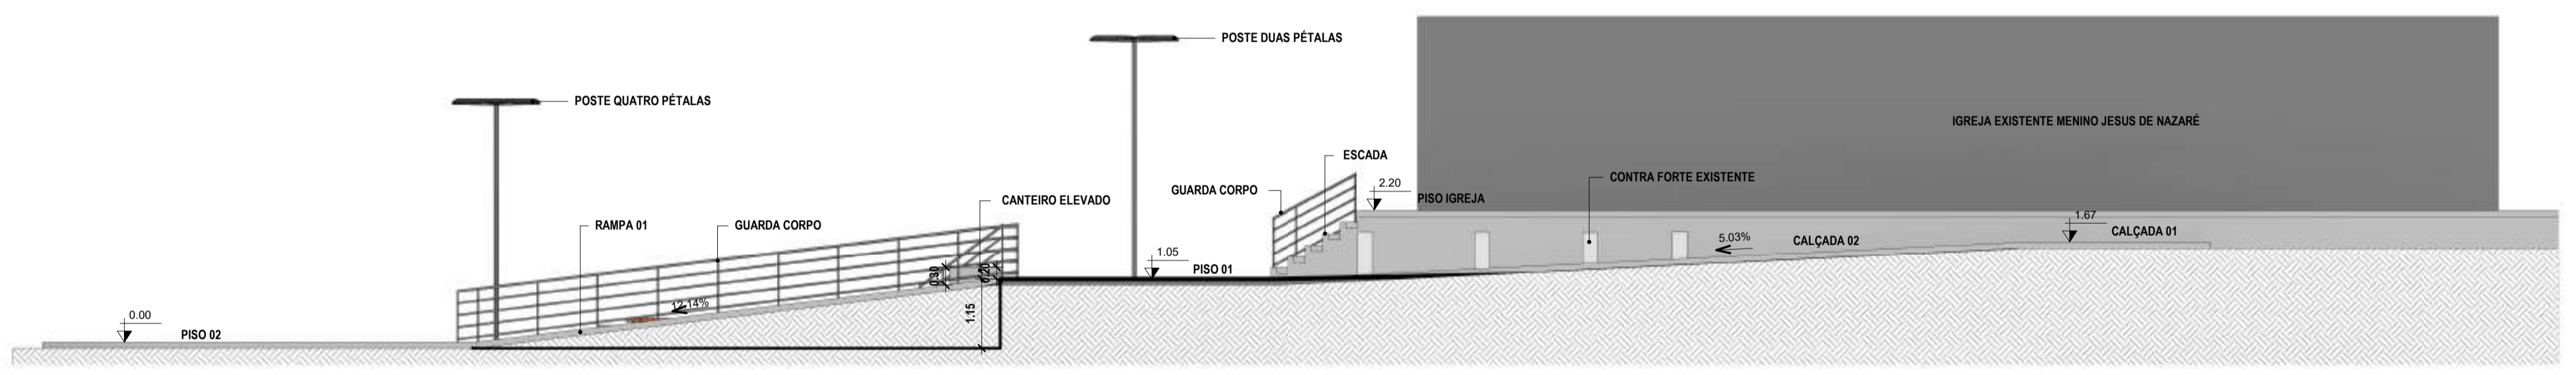 POSTE DUAS PÉTALAS
POSTE QUATRO PÉTALAS
IGREJA EXISTENTE MENINO JESUS DE NAZARÉ
ESCADA
GUARDA CORPO
2.20
PISO IGREJA
CONTRA FORTE EXISTENTE
CANTEIRO ELEVADO
RAMPA 01
GUARDA CORPO
1.67
CALÇADA 01
5.03%
CALÇADA 02
1.05
PISO 01
0.30
0.20
12.14%
1.15
0.00
PISO 02